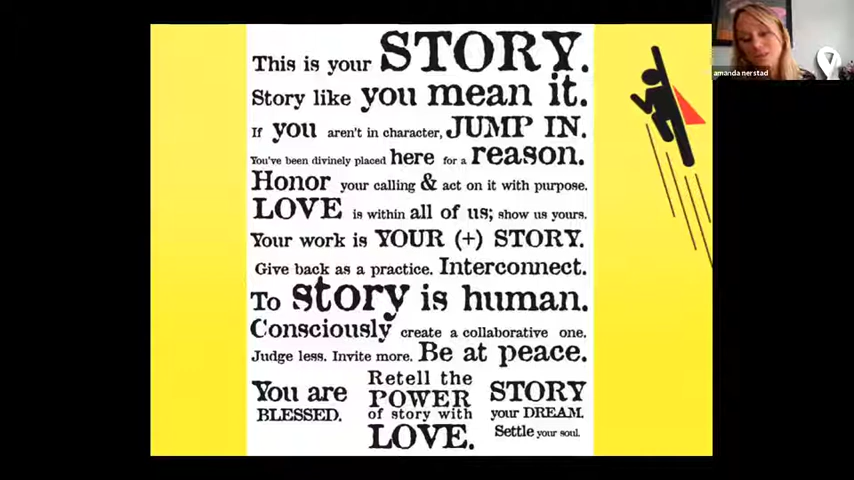 This is your STORY.
Story like you mean it.
If you aren't in character, JUMP IN.
You've been divinely placed here for a reason.
Honor your calling & act on it with purpose.
LOVE is within all of us; show us yours.
Your work is YOUR (+) STORY.
Give back as a practice. Interconnect.
To story is human.
Consciously create a collaborative one.
Judge less. Invite more. Be at peace.
You are
BLESSED.
Retell the
POWER
of story with
LOVE.
STORY
your DREAM.
Settle your soul.
amanda nerstad